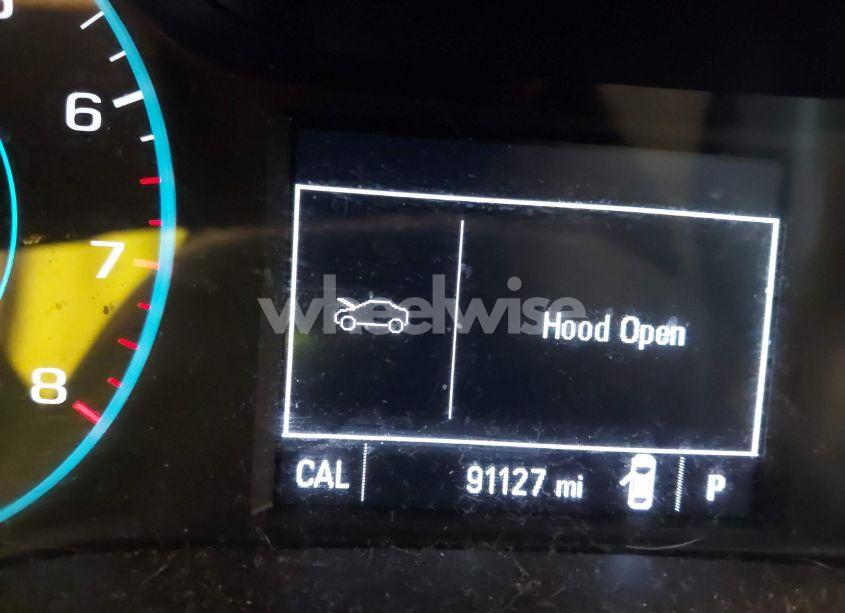 6
7
8
wheelwise
Hood Open
CAL 91127 mi P